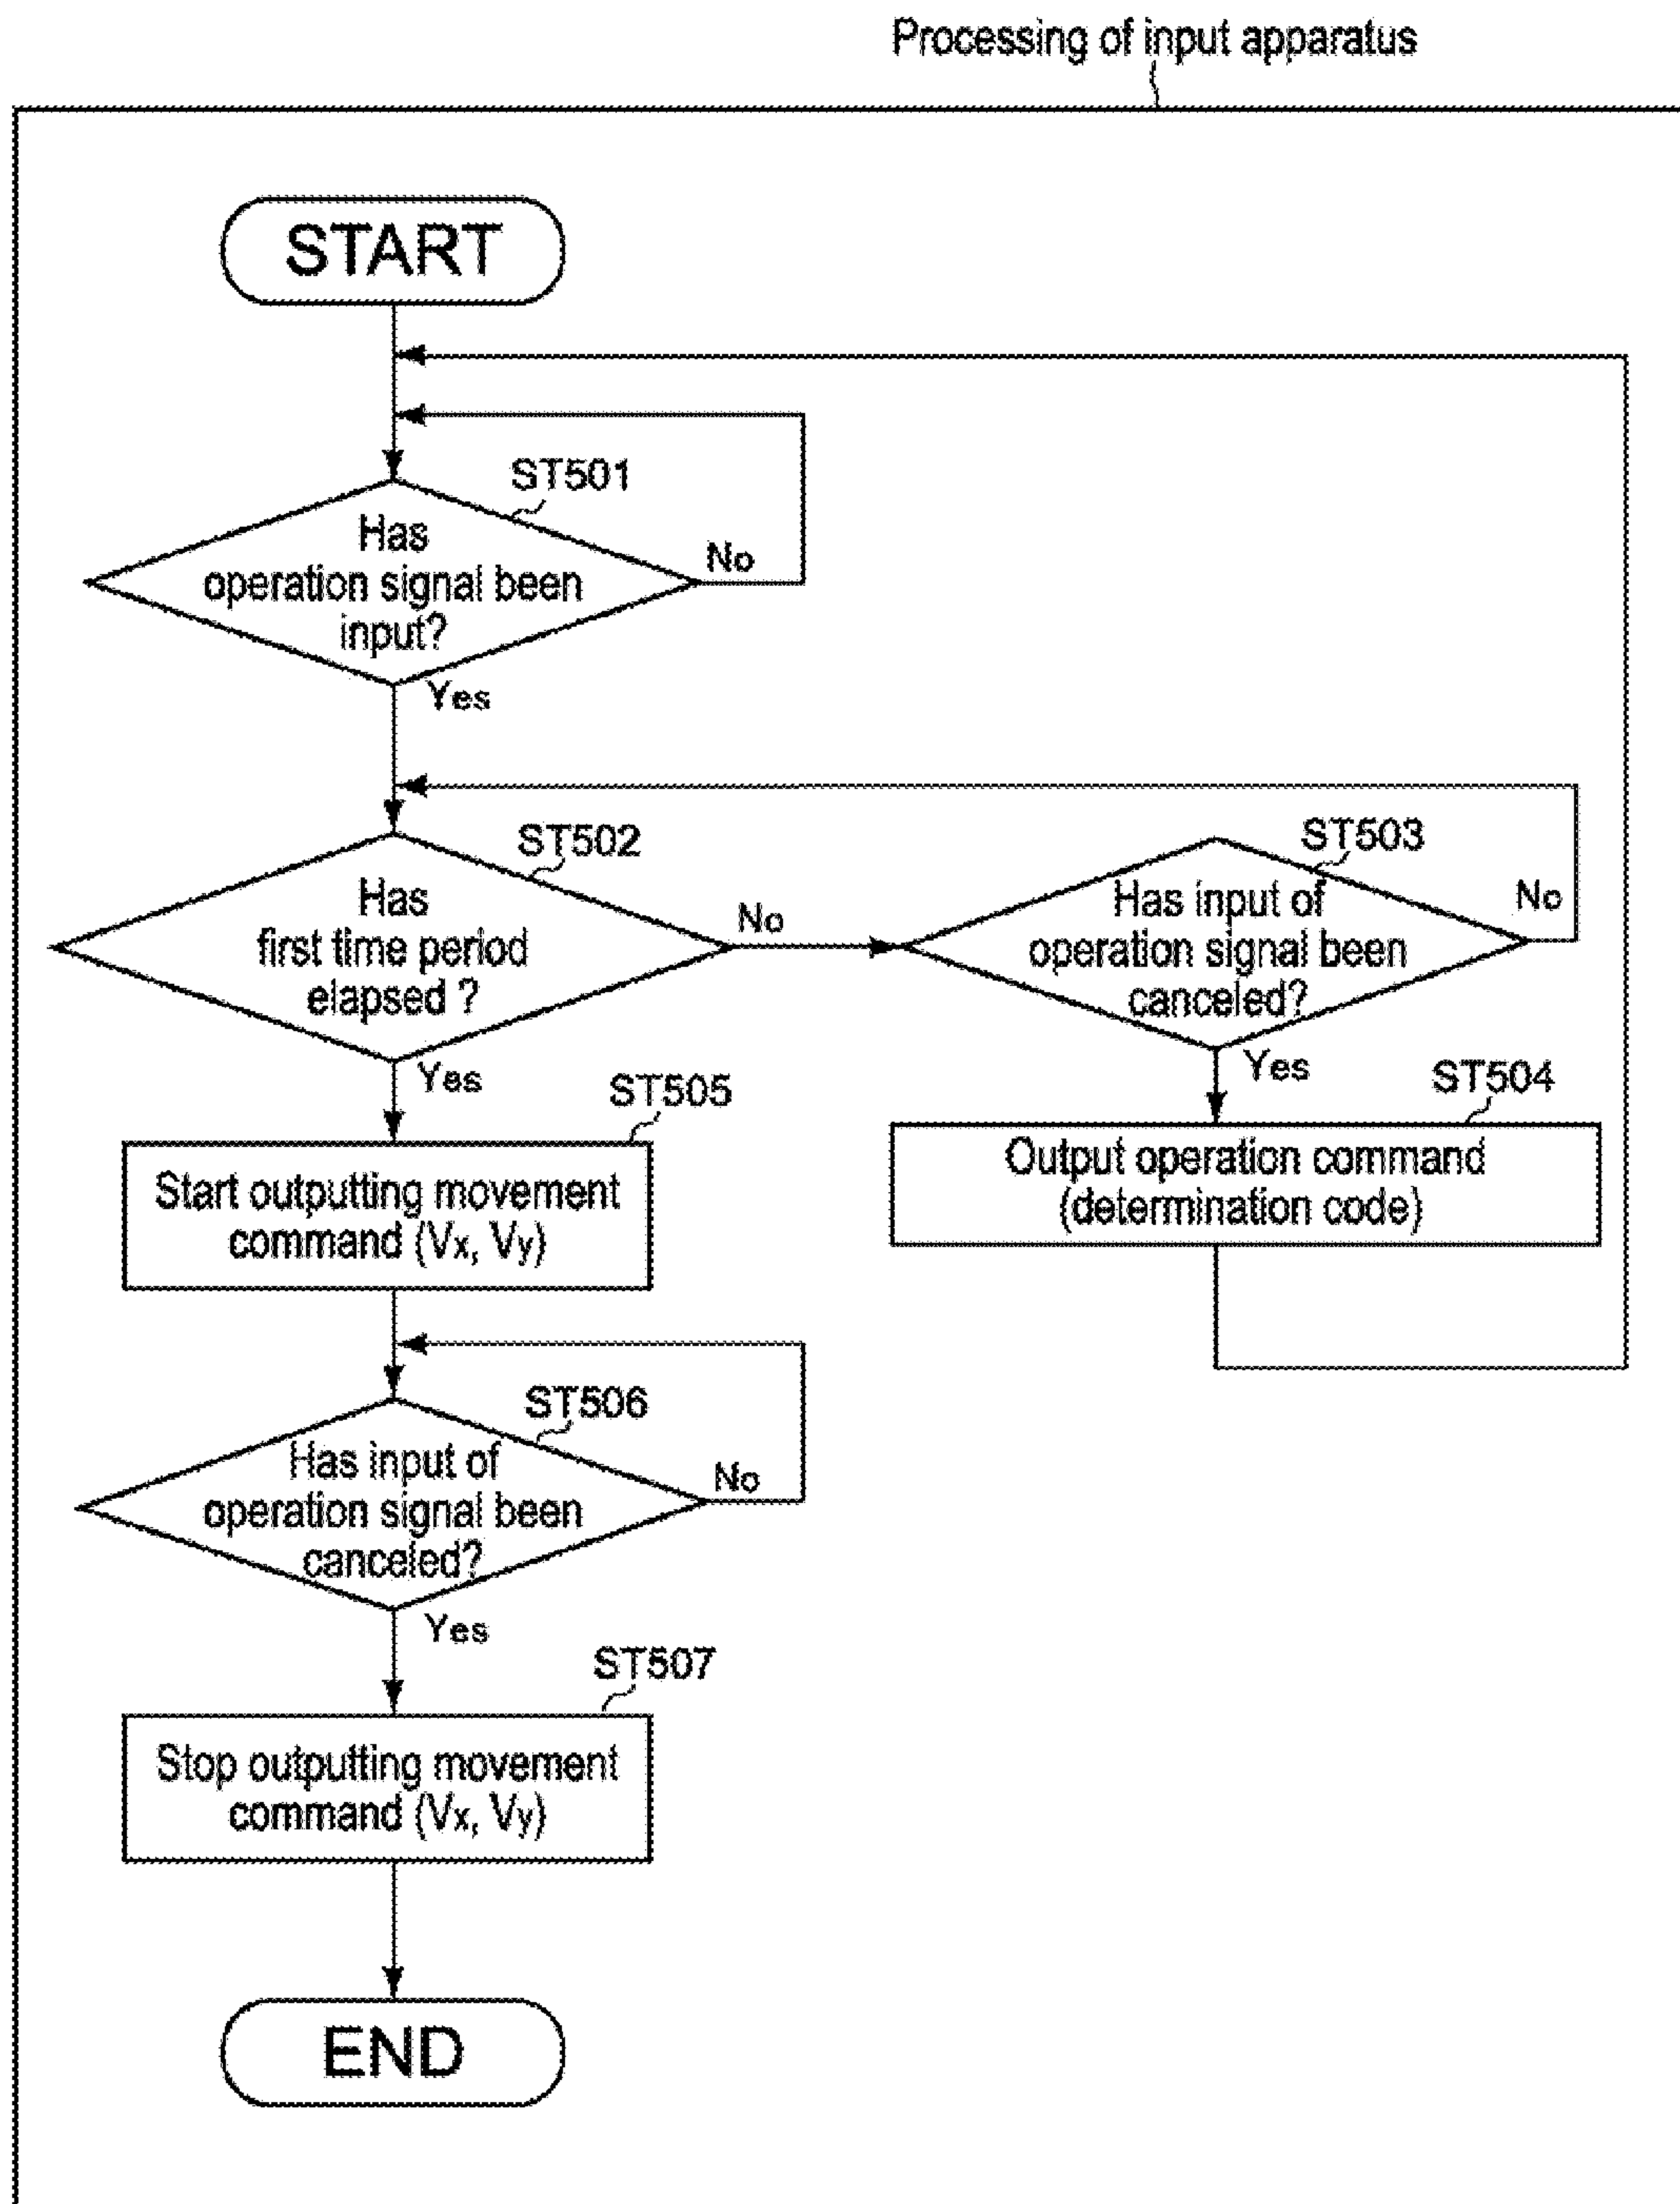 Processing of input apparatus
START
ST501
Has
operation signal been
input?
No
Yes
ST502
Has
first time period
elapsed ?
No
Yes
ST503
Has input of
operation signal been
canceled?
No
Yes
ST504
Output operation command
(determination code)
ST505
Start outputting movement
command (Vx, Vy)
ST506
Has input of
operation signal been
canceled?
No
Yes
ST507
Stop outputting movement
command (Vx, Vy)
END